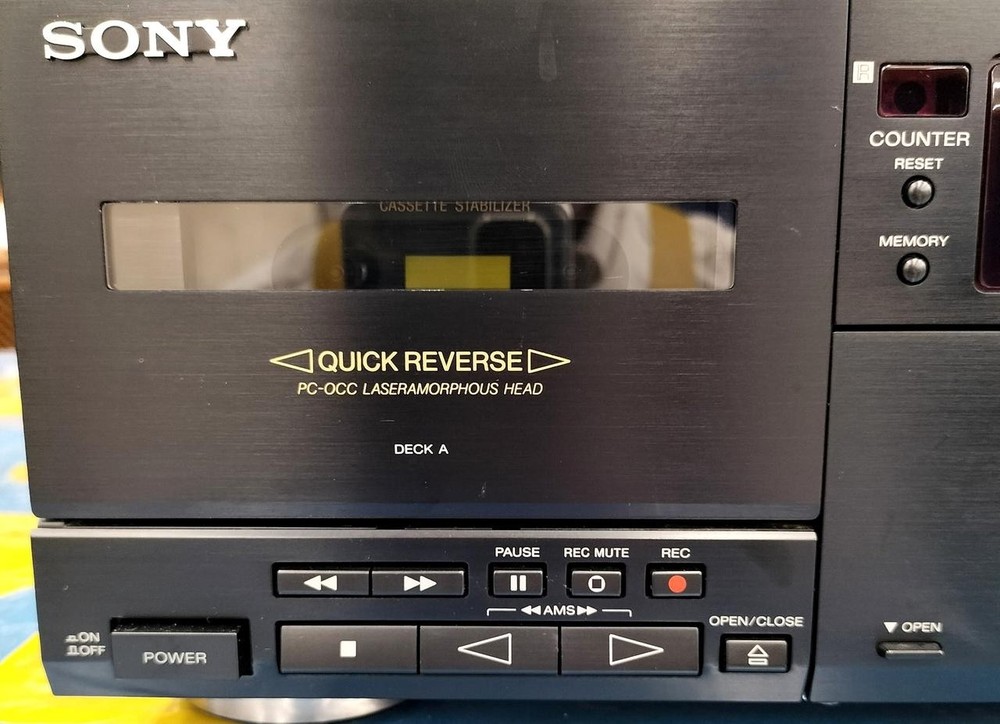 SONY
R
COUNTER
RESET
MEMORY
CASSETTE STABILIZER
QUICK REVERSE
PC-OCC LASERAMORPHOUS HEAD
DECK A
PAUSE REC MUTE REC
AMS
OPEN/CLOSE
ON
OFF
POWER
OPEN